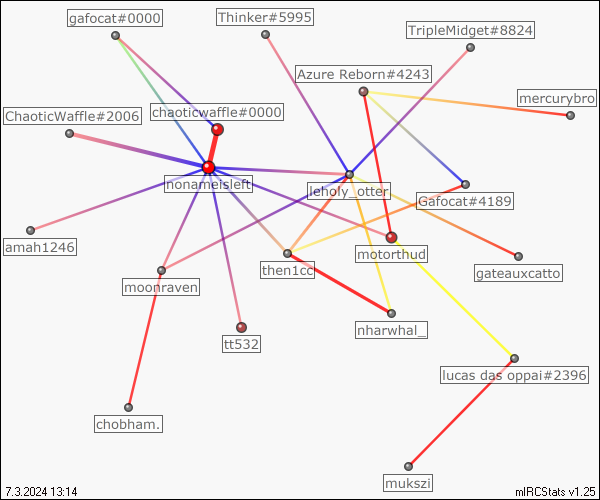 gafocat#0000
Thinker#5995
TripleMidget#8824
Azure Reborn#4243
mercurybro
ChaoticWaffle#2006
chaoticwaffle#0000
nonameisleft
leholy_otter
Gafocat#4189
amah1246
motorthud
then1cc
gateauxcatto
moonraven
nharwhal_
tt532
lucas das oppai#2396
chobham.
mukszi
7.3.2024 13:14
mIRCStats v1.25